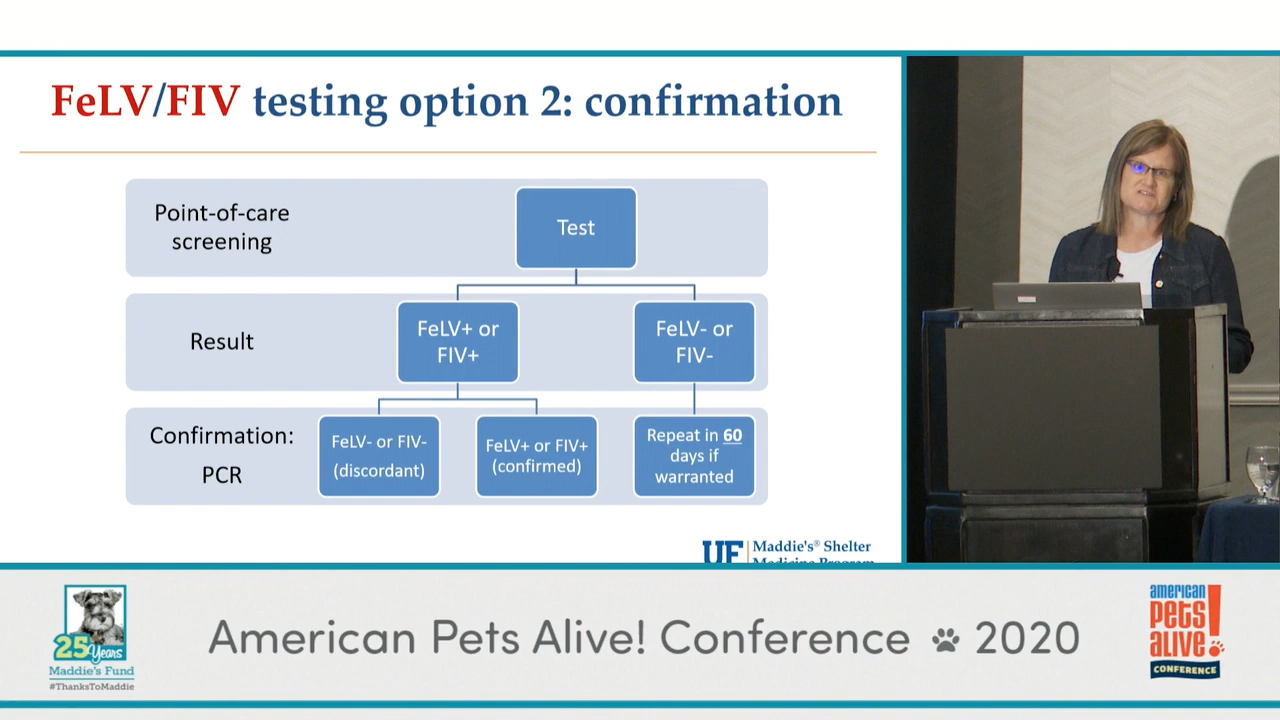 FeLV/FIV testing option 2: confirmation
Point-of-care
screening
Test
Result
FeLV+ or
FIV+
FeLV- or
FIV-
Confirmation:
PCR
FeLV- or FIV-
(discordant)
FeLV+ or FIV+
(confirmed)
Repeat in 60
days if
warranted
UF
Maddie's® Shelter
Medicine Program
25 Years
Maddie's Fund
#ThanksToMaddie
American Pets Alive! Conference 2020
american
PETS
ALIVE!
CONFERENCE